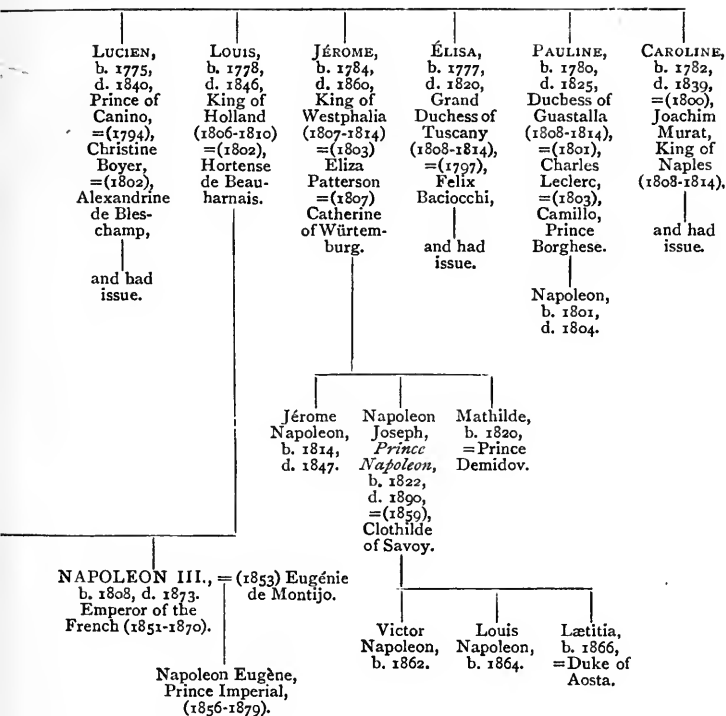 LUCIEN,
b. 1775,
d. 1840,
Prince of
Canino,
=(1794),
Christine
Boyer,
=(1802),
Alexandrine
de Bles-
champ,
and had
issue.
LOUIS,
b. 1778,
d. 1846,
King of
Holland
(1806-1810)
=(1802),
Hortense
de Beau-
harnais.
JÉROME,
b. 1784,
d. 1860,
King of
Westphalia
(1807-1814)
=(1803)
Eliza
Patterson
=(1807)
Catherine
of Würtem-
burg.
ÉLISA,
b. 1777,
d. 1820,
Grand
Duchess of
Tuscany
(1808-1814),
=(1797),
Felix
Baciocchi,
and had
issue.
PAULINE,
b. 1780,
d. 1825,
Duchess of
Guastalla
(1808-1814),
=(1801),
Charles
Leclerc,
=(1803),
Camillo,
Prince
Borghese.
Napoleon,
b. 1801,
d. 1804.
CAROLINE,
b. 1782,
d. 1839,
=(1800),
Joachim
Murat,
King of
Naples
(1808-1814),
and had
issue.
Jérome
Napoleon,
b. 1814,
d. 1847.
Napoleon
Joseph,
Prince
Napoleon,
b. 1822,
d. 1890,
=(1859),
Clothilde
of Savoy.
Mathilde,
b. 1820,
=Prince
Demidov.
NAPOLEON III., =(1853) Eugénie
b. 1808, d. 1873. de Montijo.
Emperor of the
French (1851-1870).
Napoleon Eugène,
Prince Imperial,
(1856-1879).
Victor
Napoleon,
b. 1862.
Louis
Napoleon,
b. 1864.
Lætitia,
b. 1866,
=Duke of
Aosta.